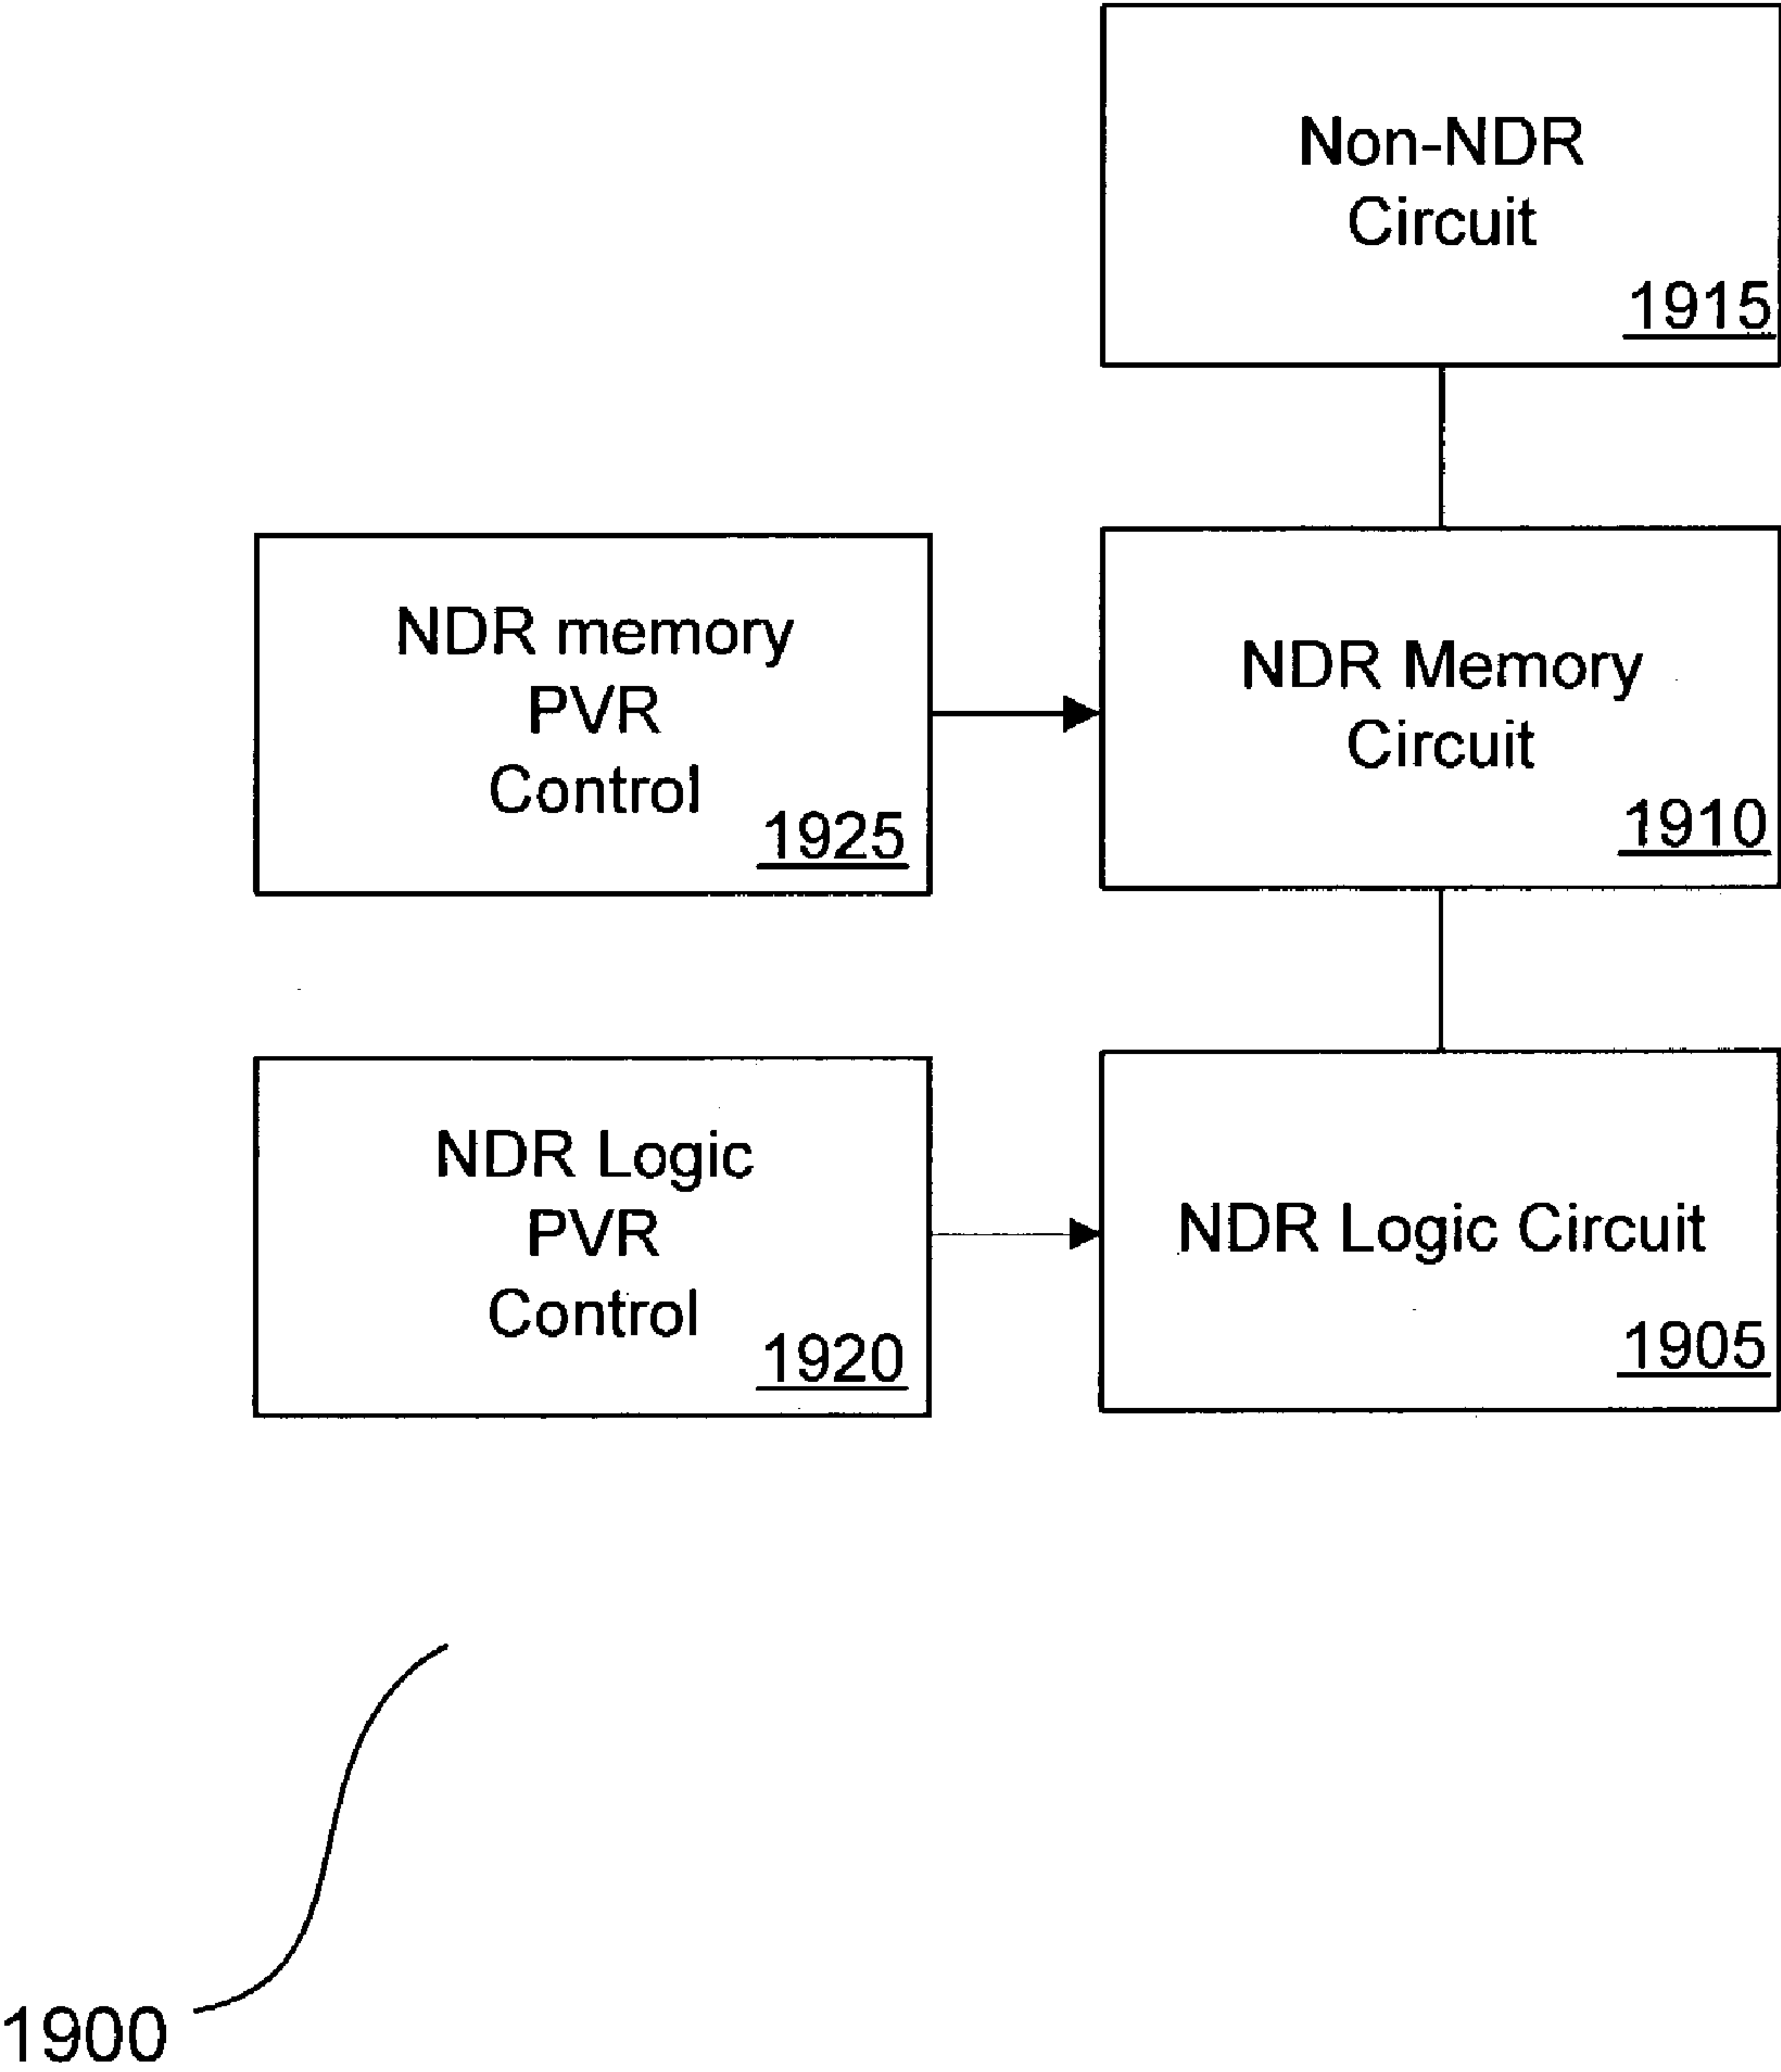 Non-NDR
Circuit
1915
NDR memory
PVR
Control
1925
NDR Memory
Circuit
1910
NDR Logic
PVR
Control
1920
NDR Logic Circuit
1905
1900